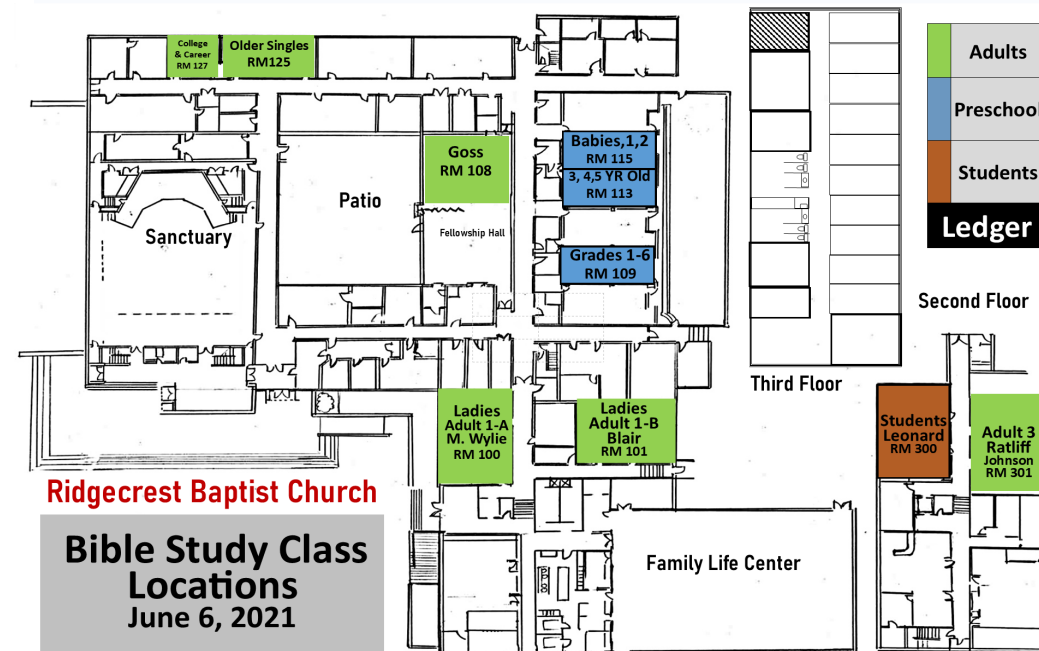 College
& Career
RM 127
Older Singles
RM125
Goss
RM 108
Patio
Sanctuary
Fellowship Hall
Babies,1,2
RM 115
3, 4,5 YR Old
RM 113
Grades 1-6
RM 109
Adults
Preschool
Students
Ledger
Second Floor
Third Floor
Ladies
Adult 1-A
M. Wylie
RM 100
Ladies
Adult 1-B
Blair
RM 101
Students
Leonard
RM 300
Adult 3
Ratliff
Johnson
RM 301
Ridgecrest Baptist Church
Bible Study Class
Locations
June 6, 2021
Family Life Center